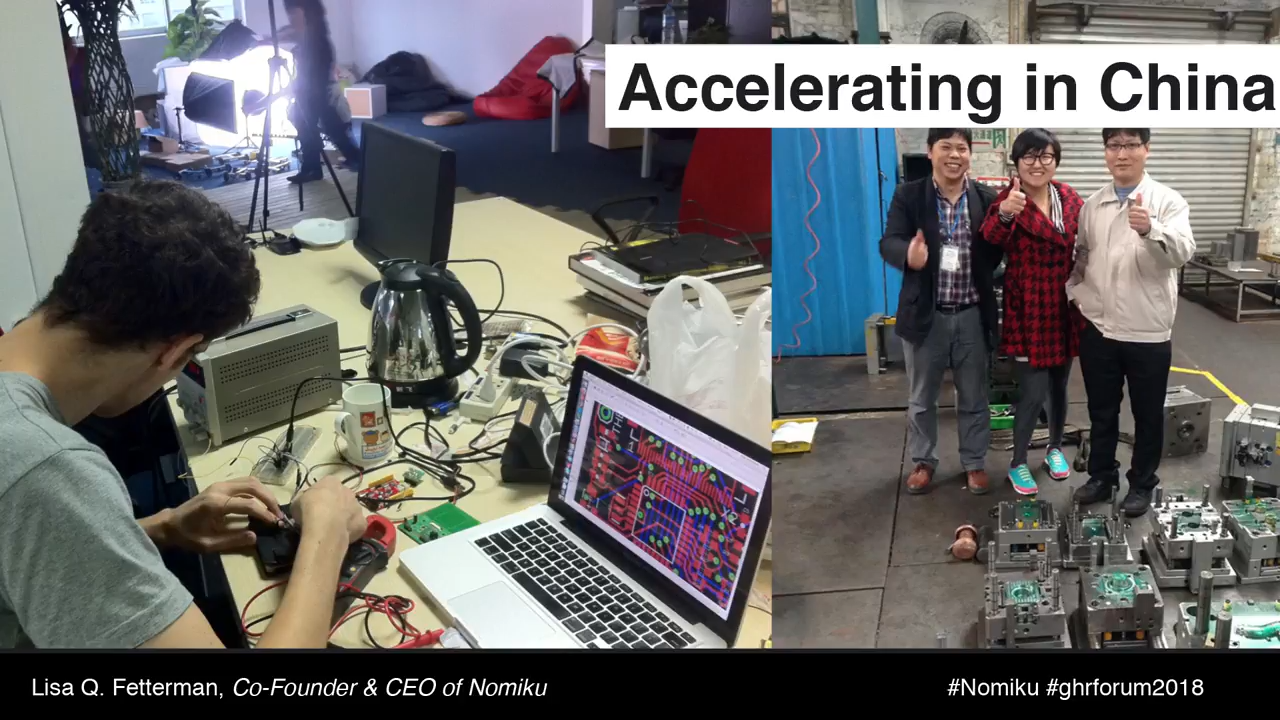 Accelerating in China
Lisa Q. Fetterman, Co-Founder & CEO of Nomiku
#Nomiku #ghrforum2018